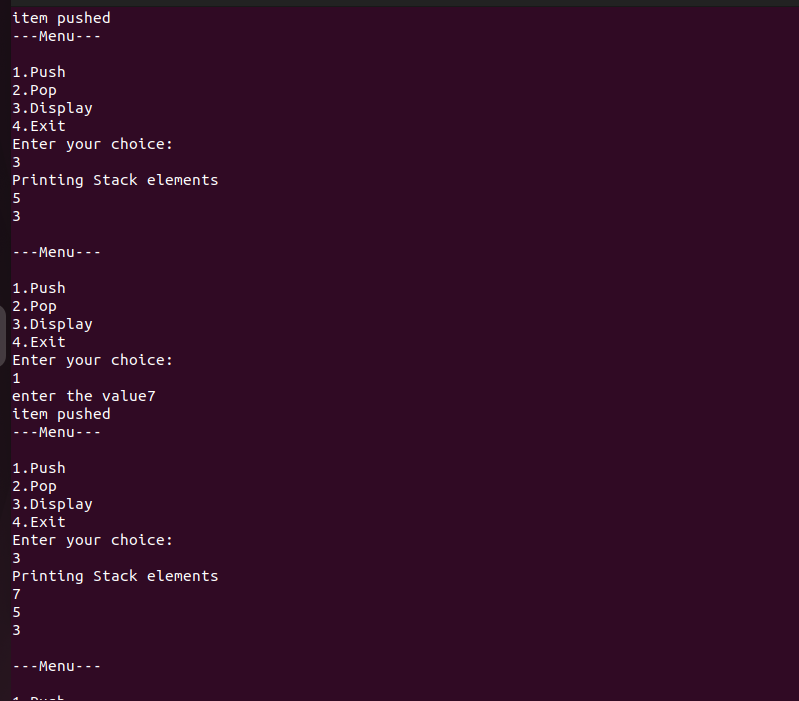 item pushed
---Menu---
1.Push
2.Pop
3.Display
4.Exit
Enter your choice:
3
Printing Stack elements
5
3
---Menu---
1.Push
2.Pop
3.Display
4.Exit
Enter your choice:
1
enter the value7
item pushed
---Menu---
1.Push
2.Pop
3.Display
4.Exit
Enter your choice:
3
Printing Stack elements
7
5
3
---Menu---
1.Push